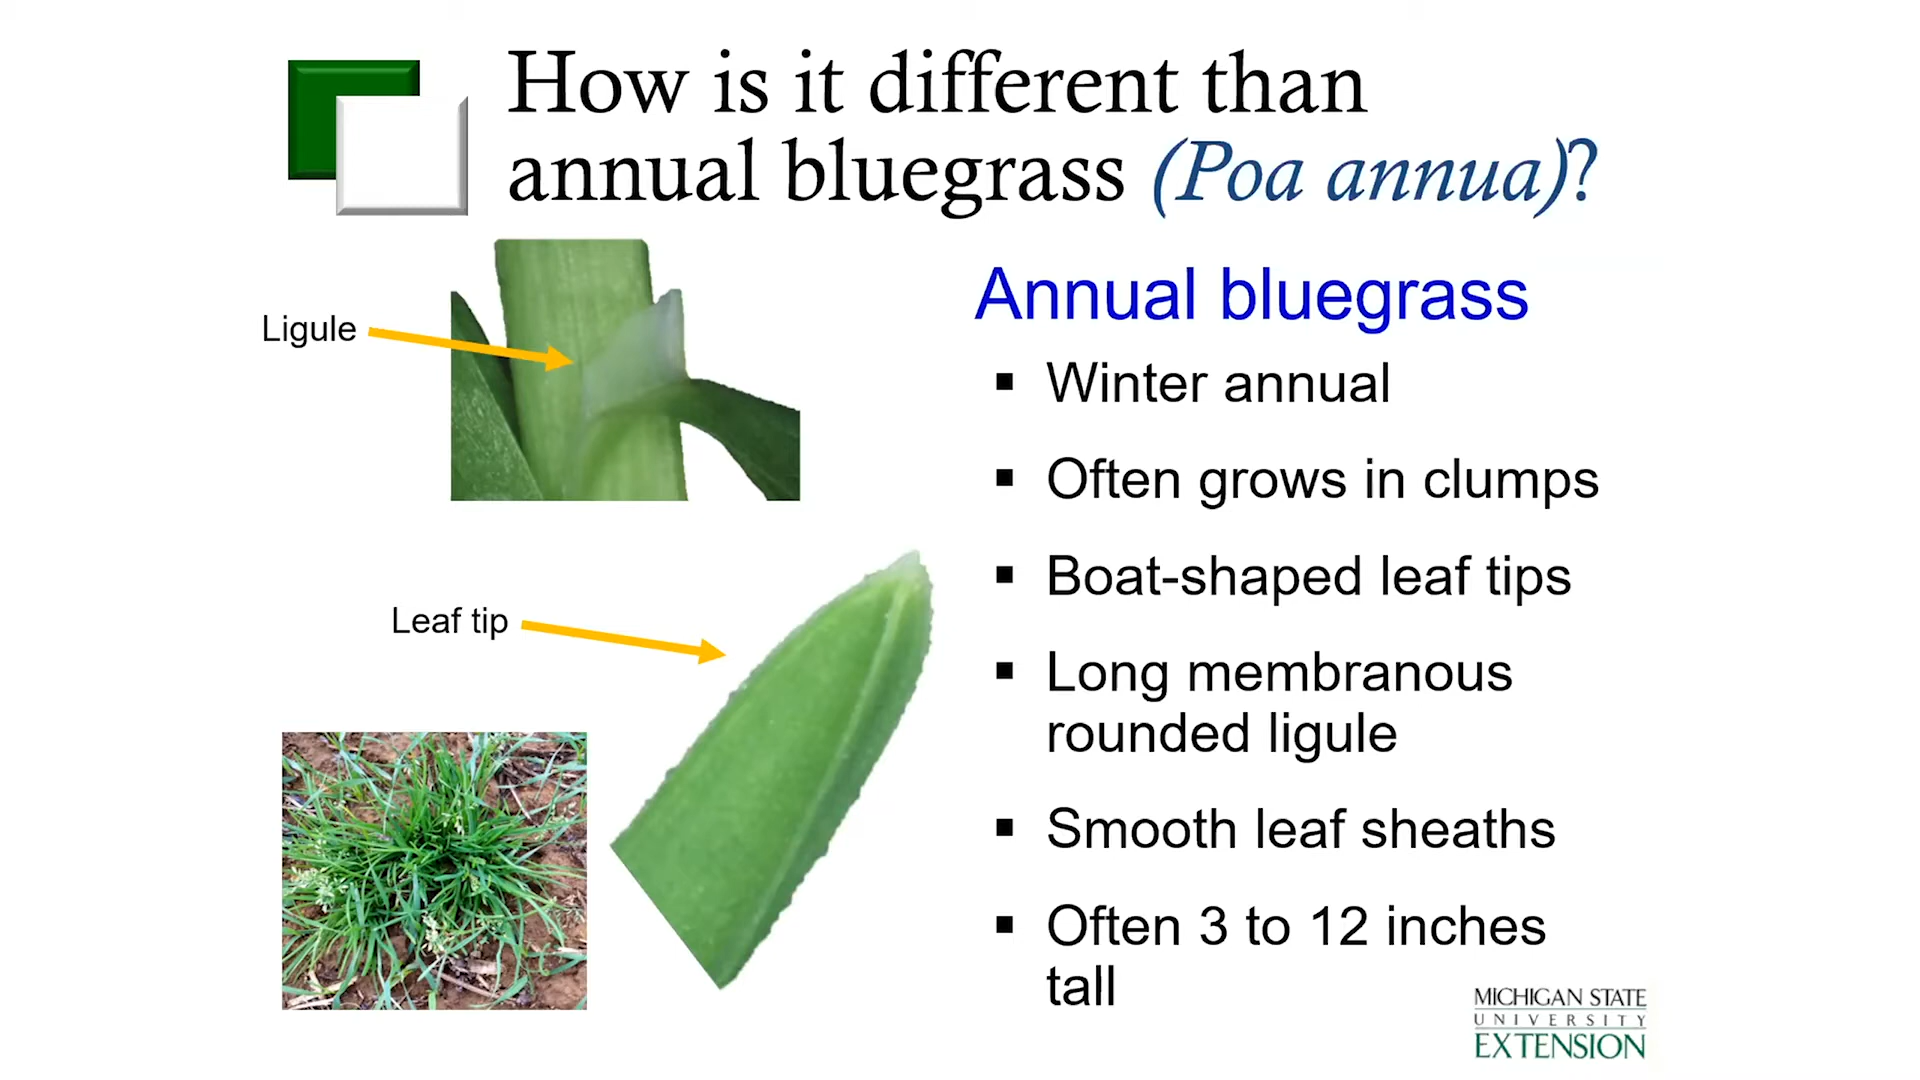 How is it different than
annual bluegrass (Poa annua)?
Ligule
Leaf tip
Annual bluegrass
▪ Winter annual
▪ Often grows in clumps
▪ Boat-shaped leaf tips
▪ Long membranous
rounded ligule
▪ Smooth leaf sheaths
▪ Often 3 to 12 inches
tall
MICHIGAN STATE
UNIVERSITY
EXTENSION